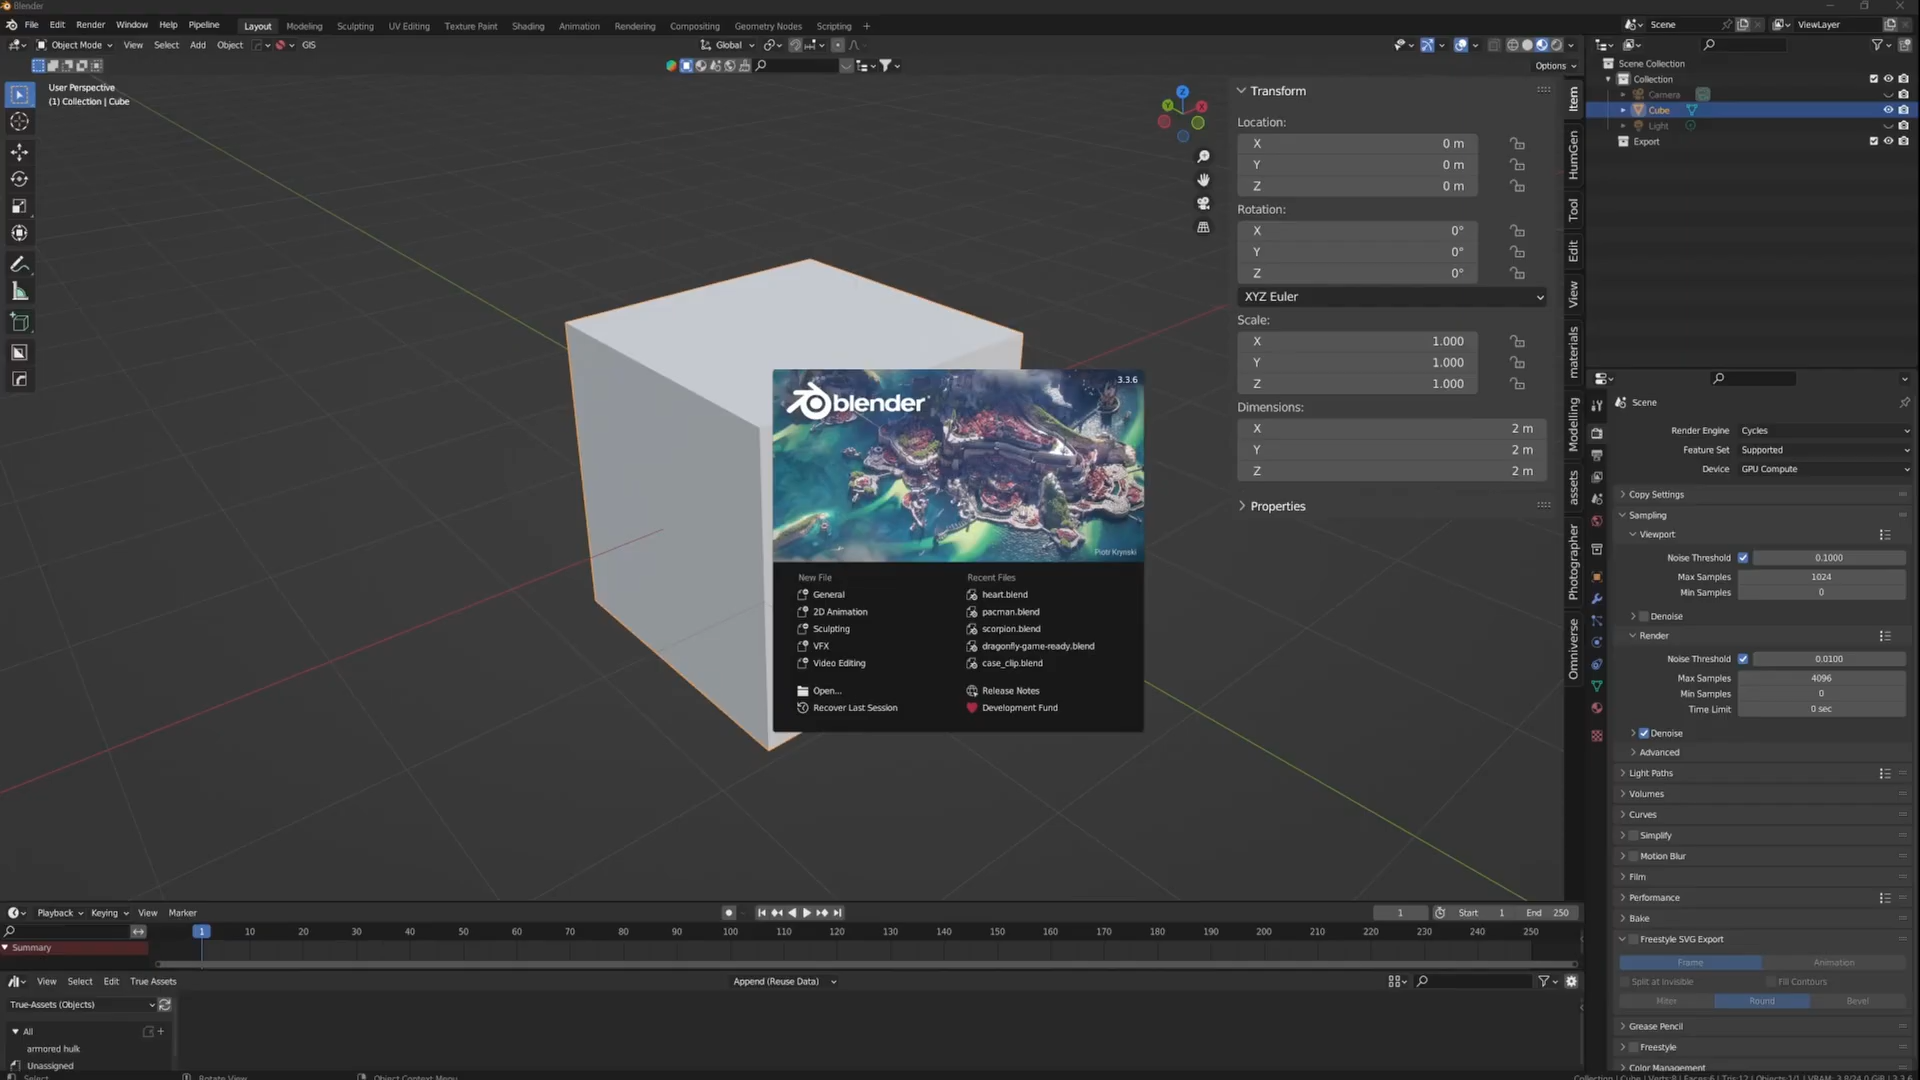 Blender
File Edit Render Window Help Pipeline Layout Modeling Sculpting UV Editing Texture Paint Shading Animation Rendering Compositing Geometry Nodes Scripting + Scene ViewLayer
Object Mode View Select Add Object GIS Global
Options
User Perspective
(1) Collection | Cube
Z
Y
X
Transform
Location:
X 0 m
Y 0 m
Z 0 m
Rotation:
X 0°
Y 0°
Z 0°
XYZ Euler
Scale:
X 1.000
Y 1.000
Z 1.000
Dimensions:
X 2 m
Y 2 m
Z 2 m
Properties
Item
HumGen
Tool
Edit
View
materials
Modelling
assets
Photographer
Omniverse
Scene Collection
Collection
Camera
Cube
Light
Export
Scene
Render Engine Cycles
Feature Set Supported
Device GPU Compute
Copy Settings
Sampling
Viewport
Noise Threshold 0.1000
Max Samples 1024
Min Samples 0
Denoise
Render
Noise Threshold 0.0100
Max Samples 4096
Min Samples 0
Time Limit 0 sec
Denoise
Advanced
Light Paths
Volumes
Curves
Simplify
Motion Blur
Film
Performance
Bake
Freestyle SVG Export
Frame Animation
Split at Invisible Fill Contours
Miter Round Bevel
Grease Pencil
Freestyle
Color Management
blender
3.3.6
Piotr Krynski
New File
General
2D Animation
Sculpting
VFX
Video Editing
Open...
Recover Last Session
Recent Files
heart.blend
pacman.blend
scorpion.blend
dragonfly-game-ready.blend
case_clip.blend
Release Notes
Development Fund
Playback Keying View Marker 1 Start 1 End 250
1 10 20 30 40 50 60 70 80 90 100 110 120 130 140 150 160 170 180 190 200 210 220 230 240 250
Summary
View Select Edit True Assets Append (Reuse Data)
True-Assets (Objects)
All
armored hulk
Unassigned
Select Rotate View Object Context Menu